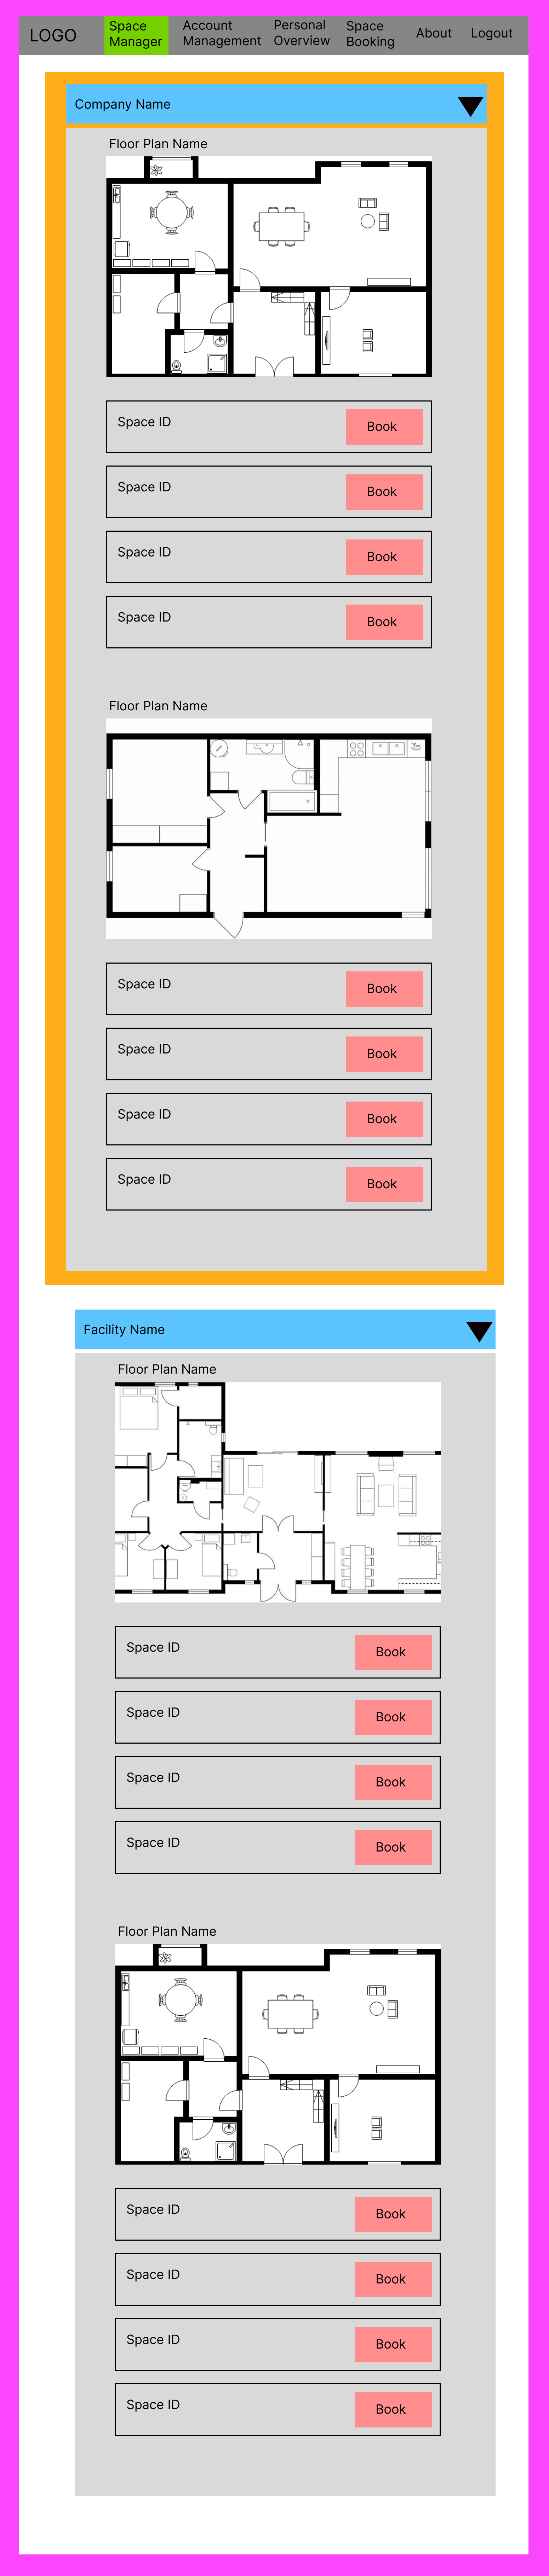 LOGO
Space
Manager
Account
Management
Personal
Overview
Space
Booking
About
Logout
Company Name
Floor Plan Name
Space ID
Book
Space ID
Book
Space ID
Book
Space ID
Book
Floor Plan Name
Space ID
Book
Space ID
Book
Space ID
Book
Space ID
Book
Facility Name
Floor Plan Name
Space ID
Book
Space ID
Book
Space ID
Book
Space ID
Book
Floor Plan Name
Space ID
Book
Space ID
Book
Space ID
Book
Space ID
Book